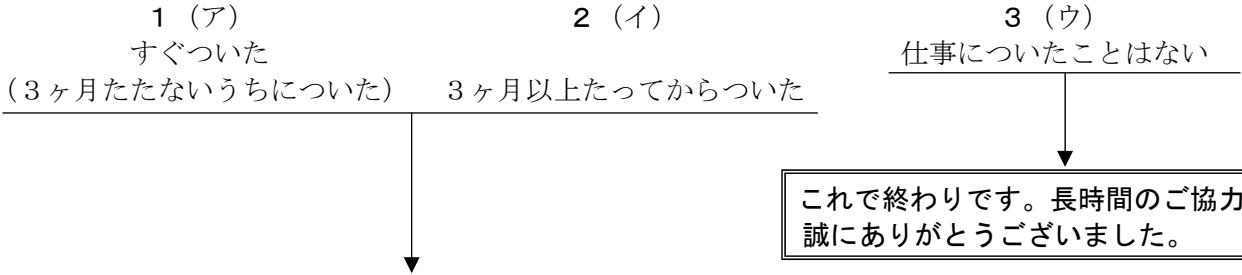 1 (ア)
すぐついた
(3ヶ月たたないうちについた)
2 (イ)
3ヶ月以上たってからついた
3 (ウ)
仕事についたことはない
これで終わりです。長時間のご協力
誠にありがとうございました。